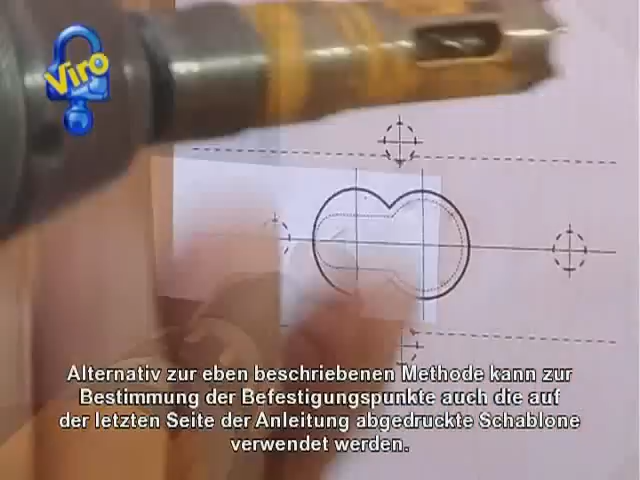 Viro
Alternativ zur eben beschriebenen Methode kann zur
Bestimmung der Befestigungspunkte auch die auf
der letzten Seite der Anleitung abgedruckte Schablone
verwendet werden.